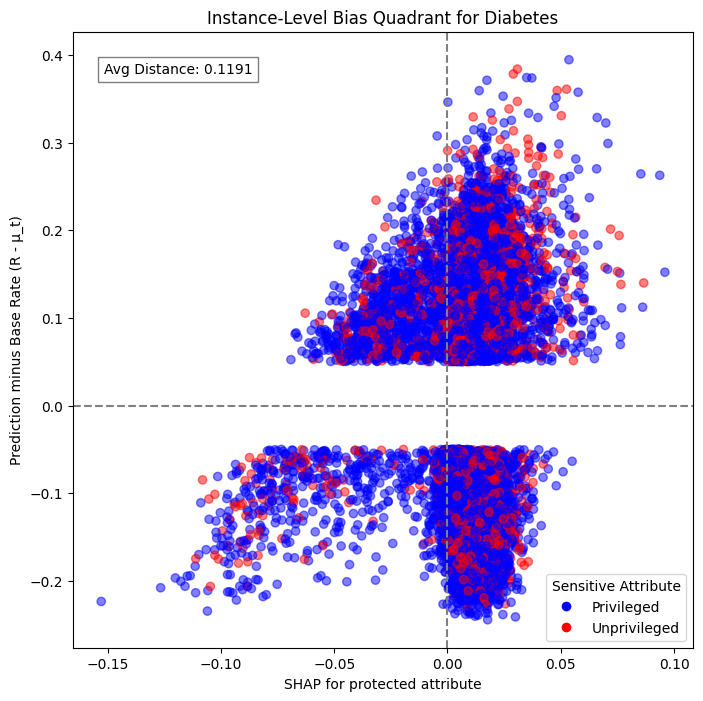 Instance-Level Bias Quadrant for Diabetes
Avg Distance: 0.1191
Prediction minus Base Rate (R - μ_t)
0.4
0.3
0.2
0.1
0.0
−0.1
−0.2
Sensitive Attribute
Privileged
Unprivileged
−0.15
−0.10
−0.05
0.00
0.05
0.10
SHAP for protected attribute